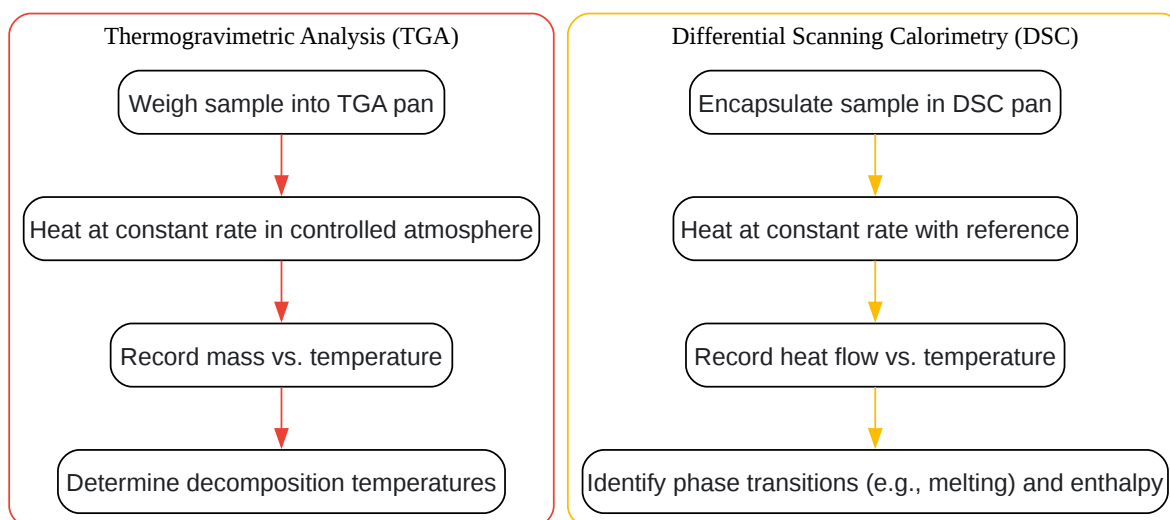 Thermogravimetric Analysis (TGA)
Weigh sample into TGA pan
Heat at constant rate in controlled atmosphere
Record mass vs. temperature
Determine decomposition temperatures
Differential Scanning Calorimetry (DSC)
Encapsulate sample in DSC pan
Heat at constant rate with reference
Record heat flow vs. temperature
Identify phase transitions (e.g., melting) and enthalpy